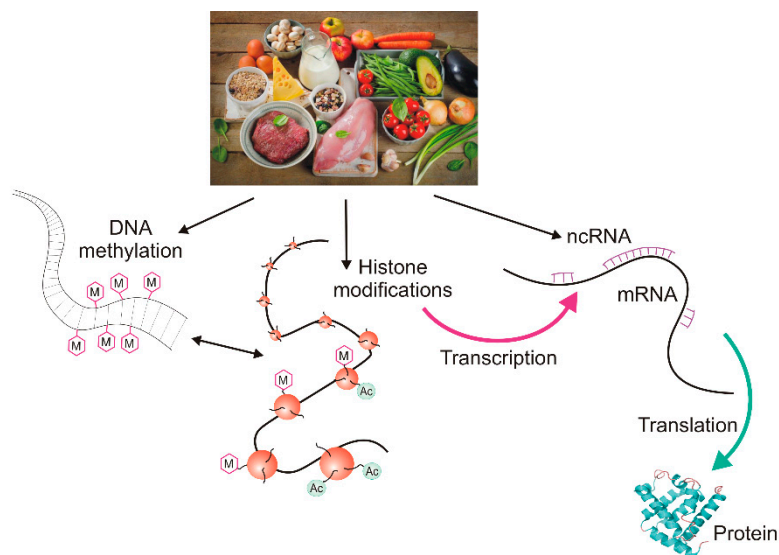 DNA
methylation
M
M
M
M
M
M
Histone
modifications
M
M
Ac
M
Ac
Ac
Transcription
ncRNA
mRNA
Translation
Protein